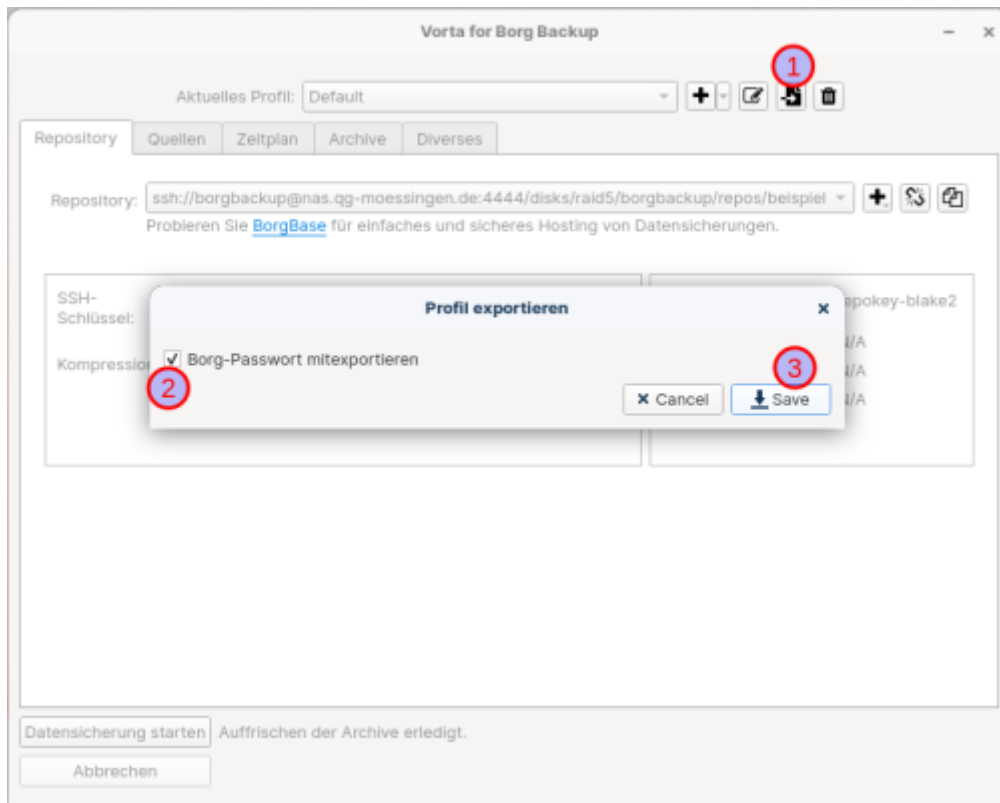 Vorta for Borg Backup
1
Aktuelles Profil: Default
Repository Quellen Zeitplan Archive Diverses
Repository: ssh://borgbackup@nas.qg-moessingen.de:4444/disks/raid5/borgbackup/repos/beispiel
Probieren Sie BorgBase für einfaches und sicheres Hosting von Datensicherungen.
SSH-
Schlüssel:
epokey-blake2
Profil exportieren
N/A
Kompression
Borg-Passwort mitexportieren
N/A
2
3
Cancel Save
N/A
Datensicherung starten Auffrischen der Archive erledigt.
Abbrechen